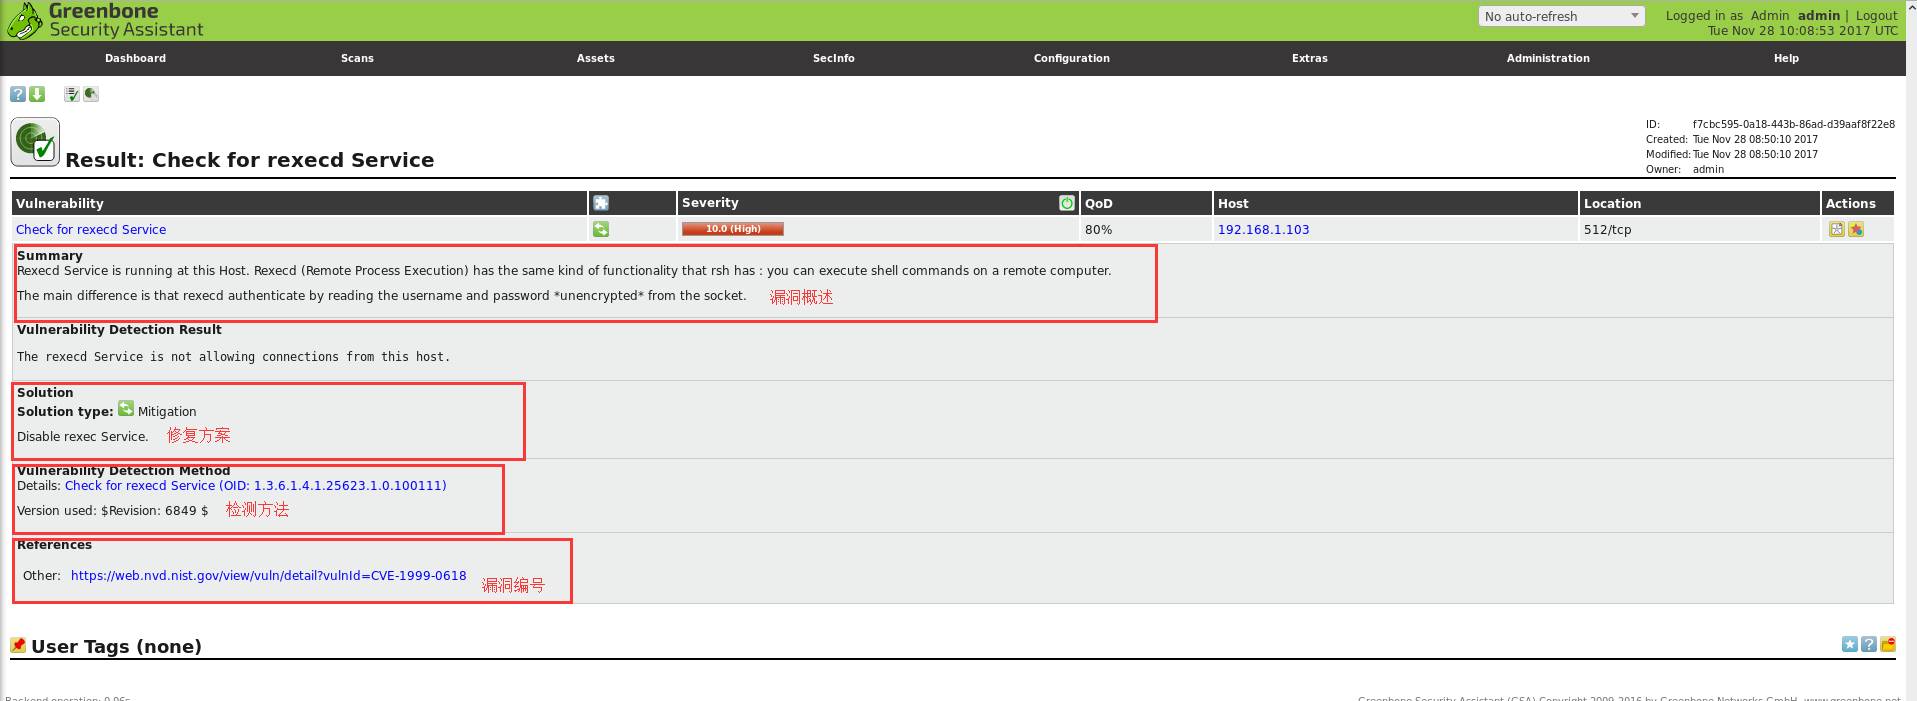 Greenbone
Security Assistant
No auto-refresh
Logged in as Admin admin | Logout
Tue Nov 28 10:08:53 2017 UTC
Dashboard Scans Assets SecInfo Configuration Extras Administration Help
ID: f7cbc595-0a18-443b-86ad-d39aaf8f22e8
Created: Tue Nov 28 08:50:10 2017
Modified: Tue Nov 28 08:50:10 2017
Owner: admin
Result: Check for rexecd Service
Vulnerability Severity QoD Host Location Actions
Check for rexecd Service 10.0 (High) 80% 192.168.1.103 512/tcp
Summary
Rexecd Service is running at this Host. Rexecd (Remote Process Execution) has the same kind of functionality that rsh has : you can execute shell commands on a remote computer.
The main difference is that rexecd authenticate by reading the username and password *unencrypted* from the socket. 漏洞概述
Vulnerability Detection Result
The rexecd Service is not allowing connections from this host.
Solution
Solution type: Mitigation
Disable rexec Service. 修复方案
Vulnerability Detection Method
Details: Check for rexecd Service (OID: 1.3.6.1.4.1.25623.1.0.100111)
Version used: $Revision: 6849 $ 检测方法
References
Other: https://web.nvd.nist.gov/view/vuln/detail?vulnId=CVE-1999-0618 漏洞编号
User Tags (none)
Backend operation: 0.06s
Greenbone Security Assistant (GSA) Copyright 2009-2016 by Greenbone Networks GmbH, www.greenbone.net